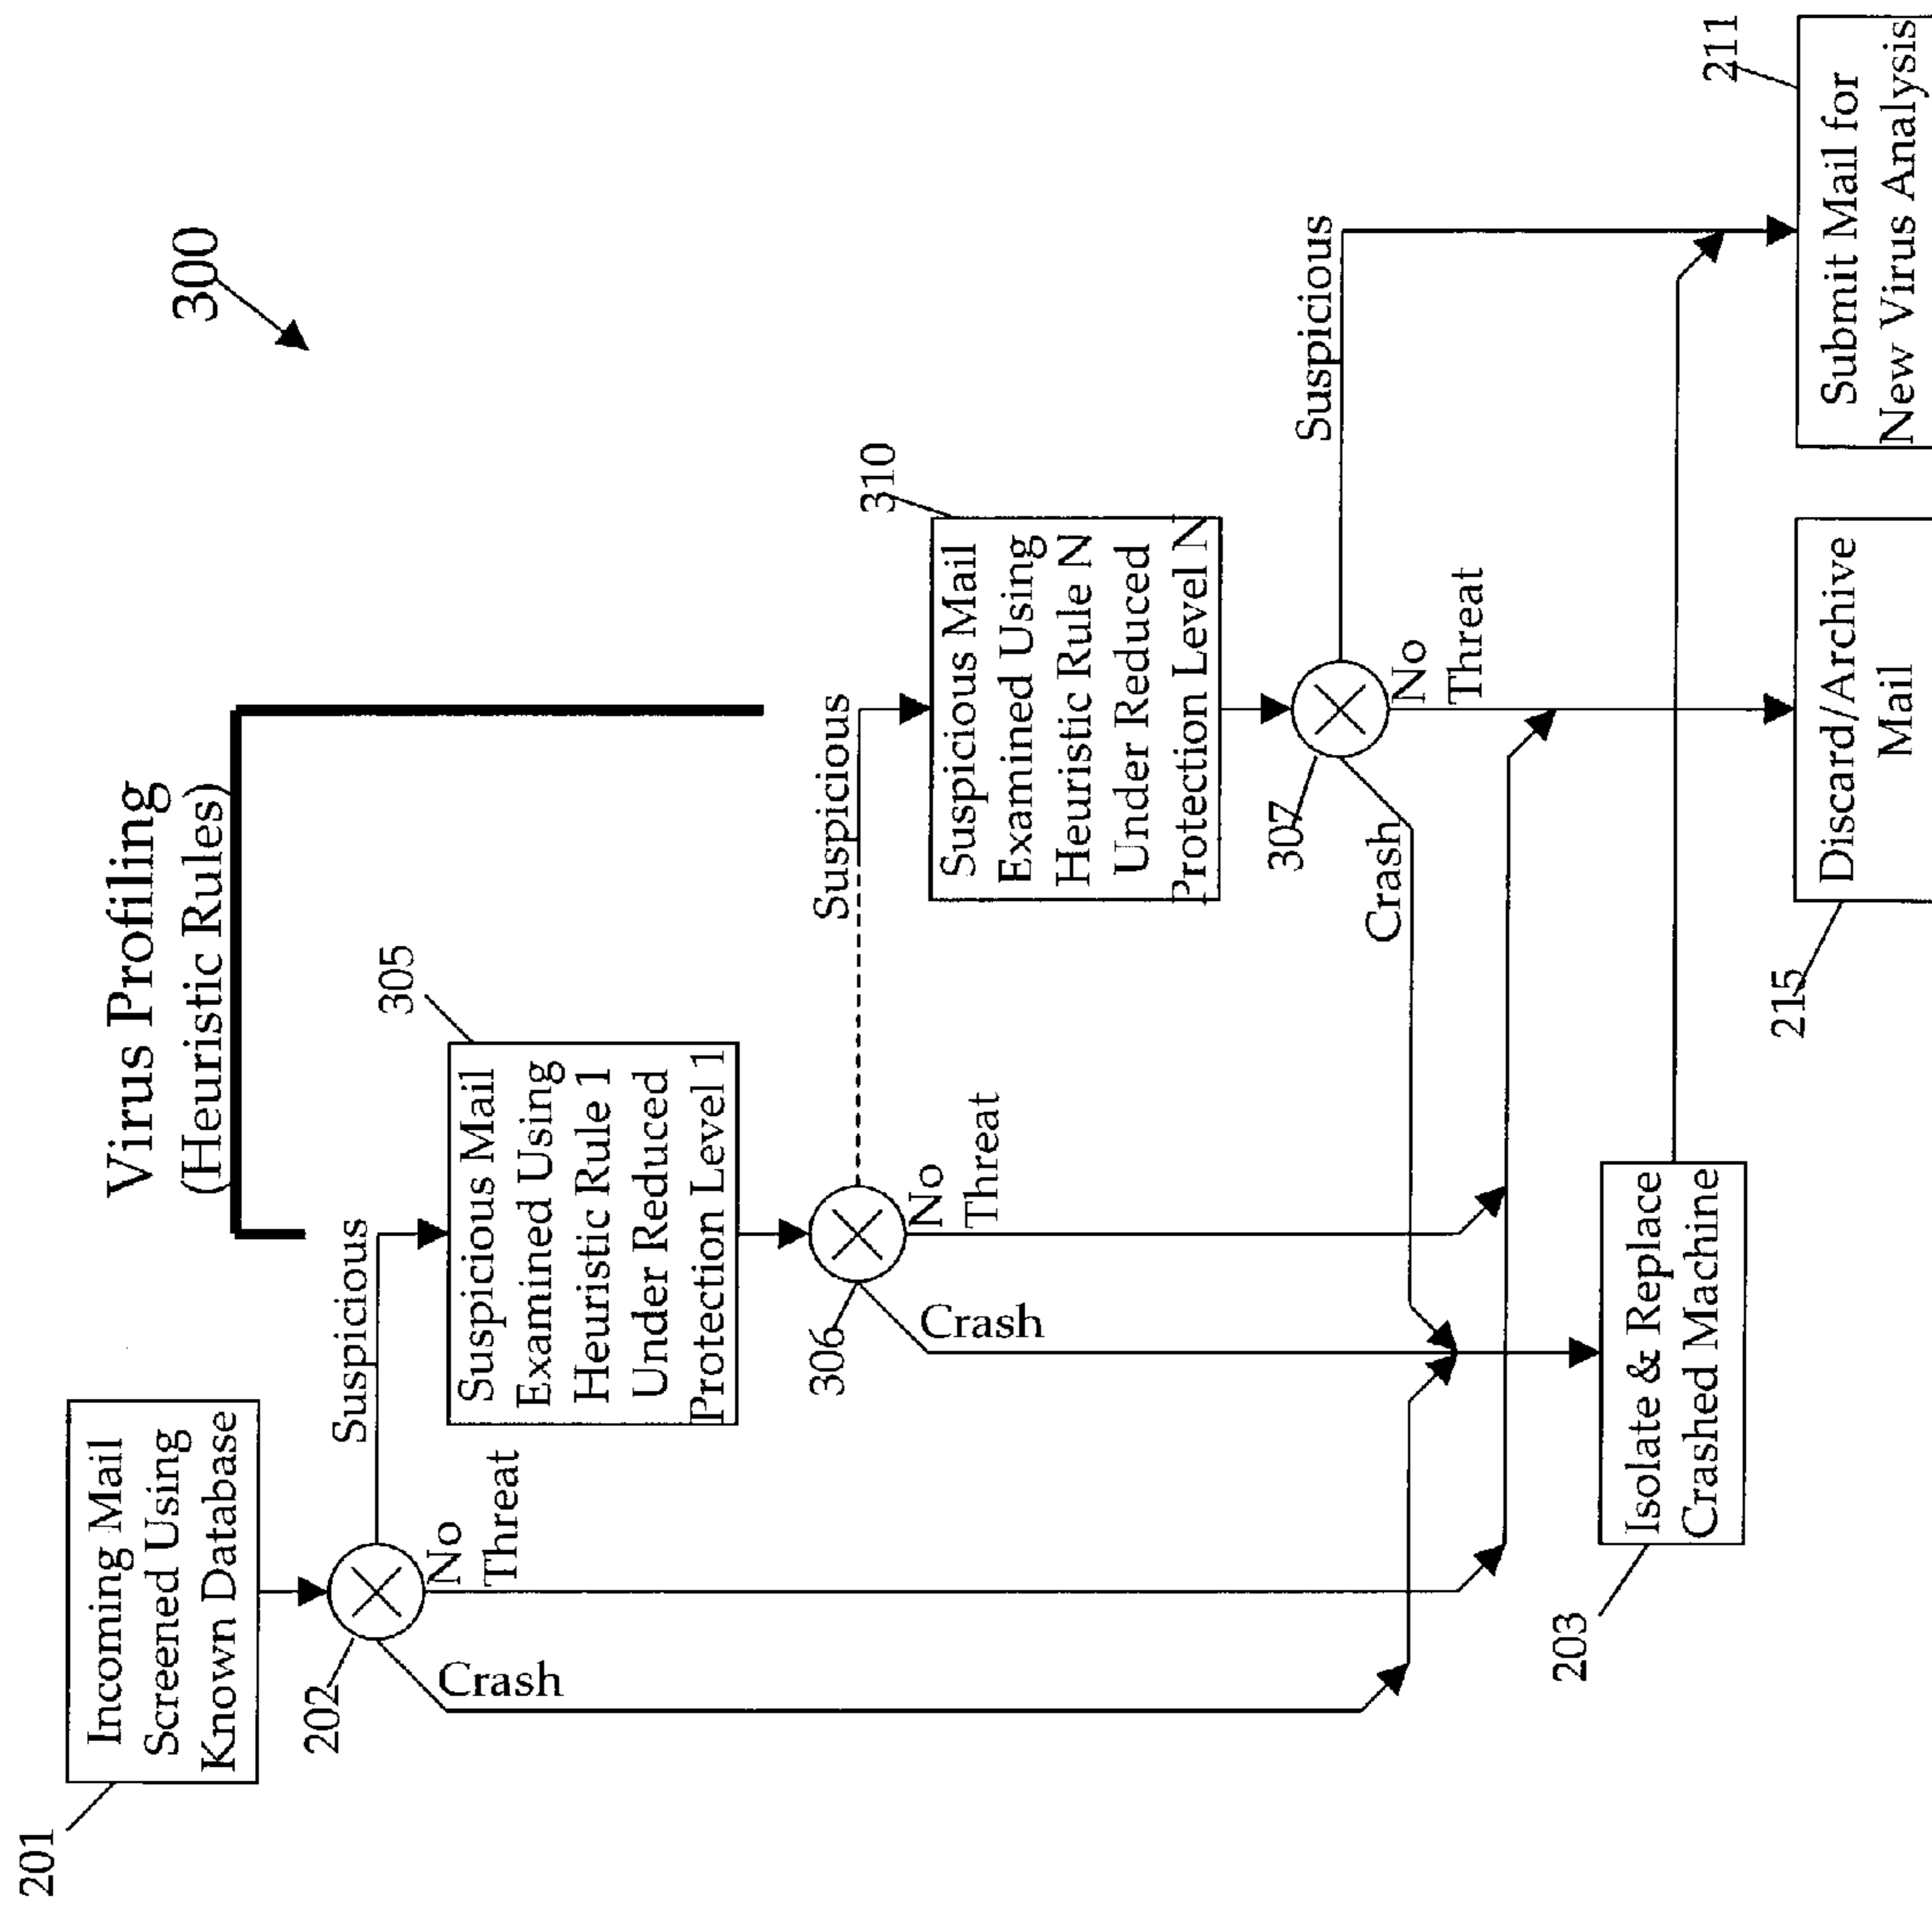 300
Virus Profiling
(Heuristic Rules)
201
Incoming Mail
Screened Using
Known Database
202
Suspicious
No
Threat
Crash
305
Suspicious Mail
Examined Using
Heuristic Rule 1
Under Reduced
Protection Level 1
306
Suspicious
No
Threat
Crash
310
Suspicious Mail
Examined Using
Heuristic Rule N
Under Reduced
Protection Level N
307
Suspicious
No
Threat
Crash
203
Isolate & Replace
Crashed Machine
215
Discard/Archive
Mail
211
Submit Mail for
New Virus Analysis